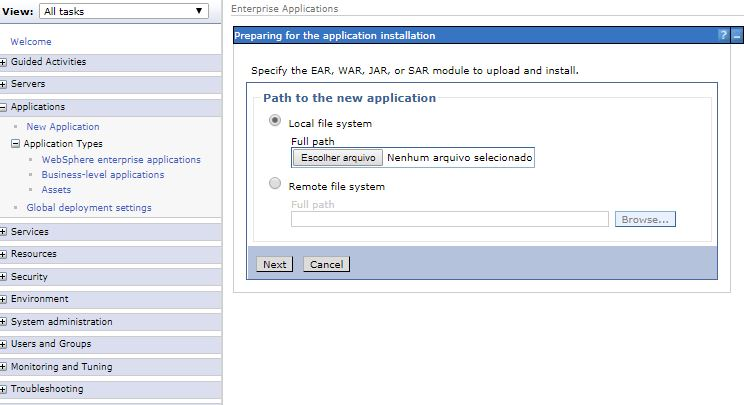 View: All tasks
Welcome
Guided Activities
Servers
Applications
New Application
Application Types
WebSphere enterprise applications
Business-level applications
Assets
Global deployment settings
Services
Resources
Security
Environment
System administration
Users and Groups
Monitoring and Tuning
Troubleshooting
Enterprise Applications
Preparing for the application installation ? –
Specify the EAR, WAR, JAR, or SAR module to upload and install.
Path to the new application
Local file system
Full path
Escolher arquivo Nenhum arquivo selecionado
Remote file system
Full path
Browse...
Next Cancel